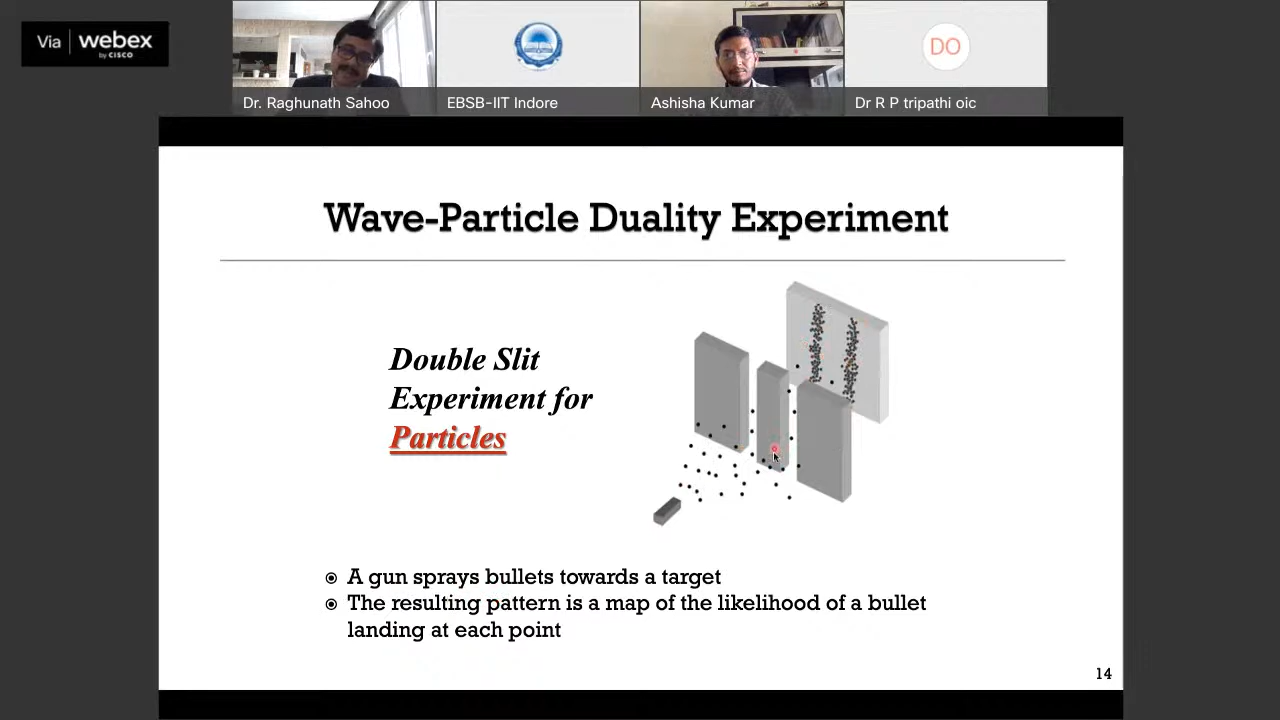 Via webex
by CISCO
DO
Dr. Raghunath Sahoo
EBSB-IIT Indore
Ashisha Kumar
Dr R P tripathi oic
Wave-Particle Duality Experiment
Double Slit
Experiment for
Particles
A gun sprays bullets towards a target
The resulting pattern is a map of the likelihood of a bullet
landing at each point
14